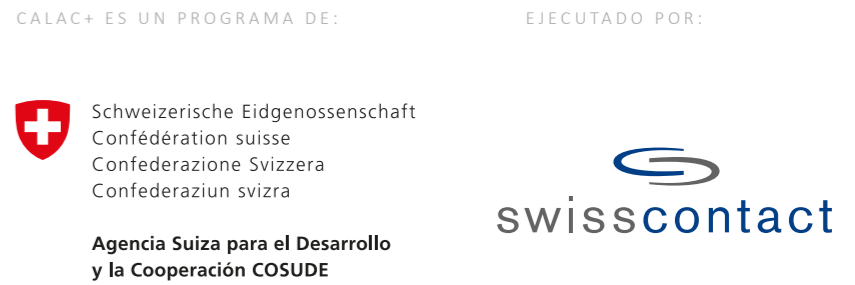 CALAC+ ES UN PROGRAMA DE:
EJECUTADO POR:
Schweizerische Eidgenossenschaft
Confédération suisse
Confederazione Svizzera
Confederaziun svizra
Agencia Suiza para el Desarrollo
y la Cooperación COSUDE
swisscontact